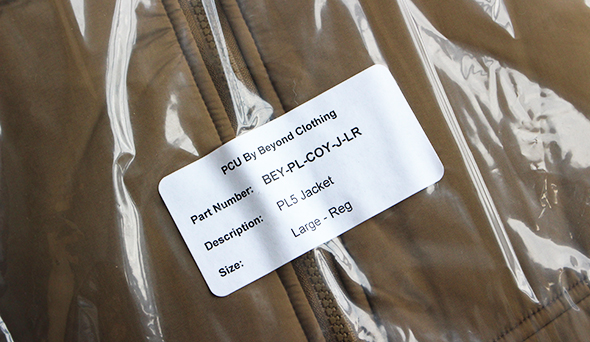 PCU By Beyond Clothing
Part Number: BEY-PL-COY-J-LR
Description: PL5 Jacket
Size: Large - Reg